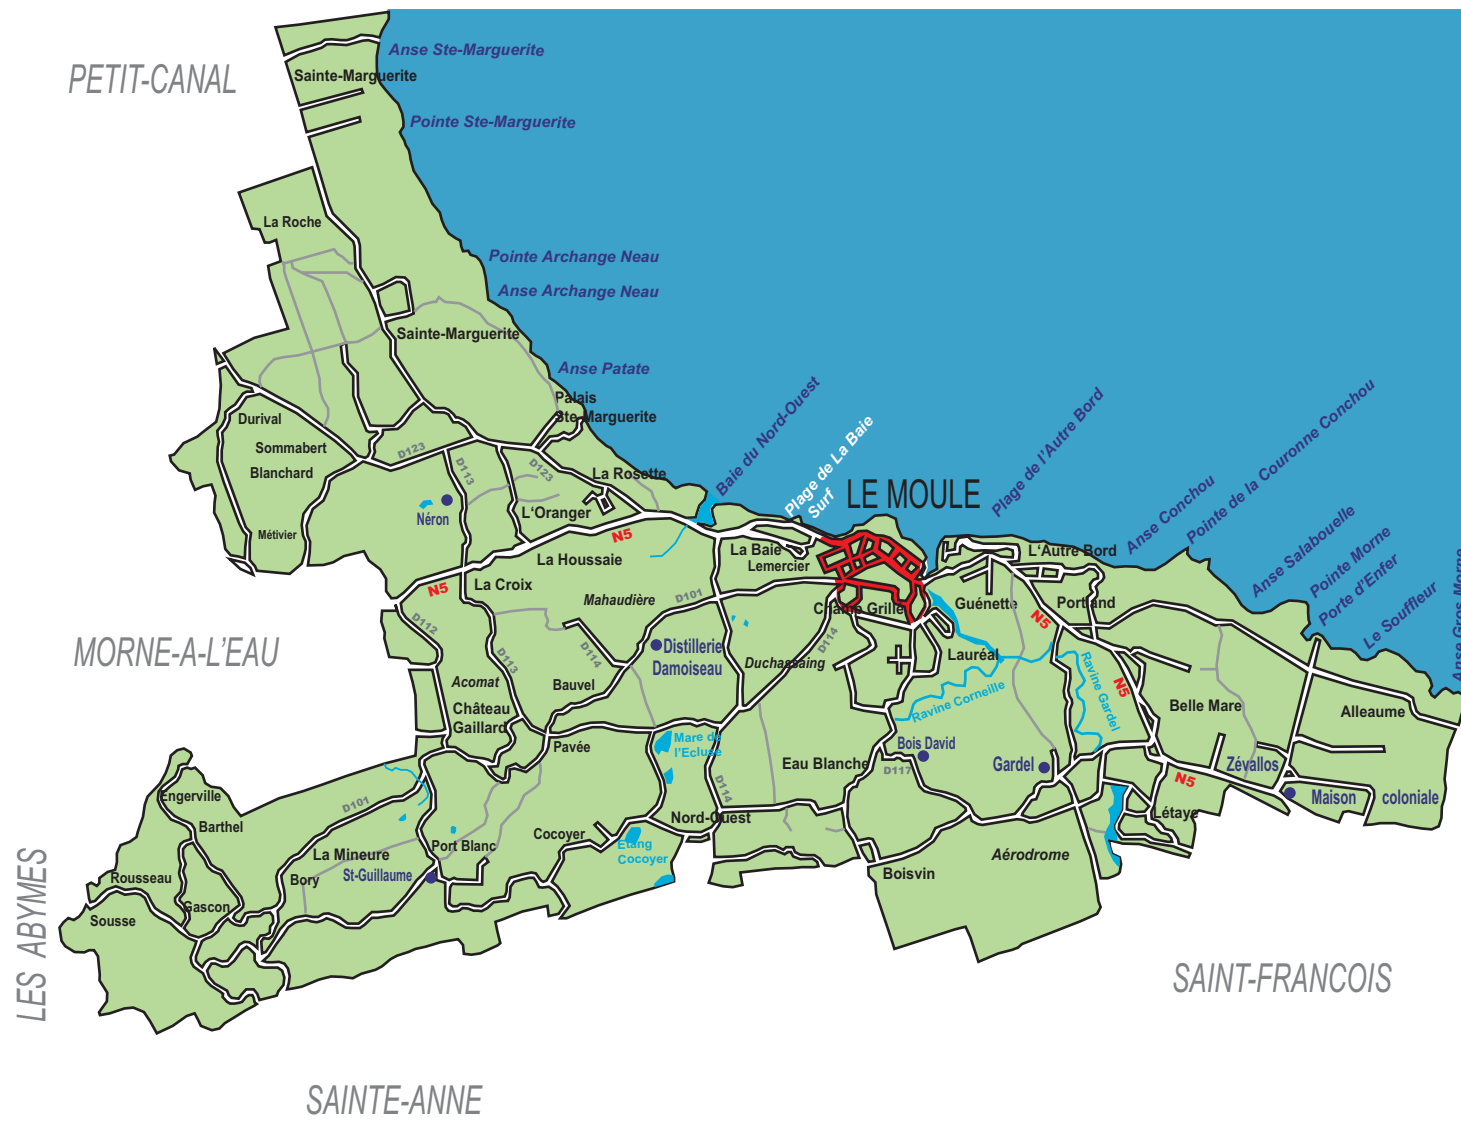 PETIT-CANAL
Anse Ste-Marguerite
Sainte-Marguerite
Pointe Ste-Marguerite
La Roche
Pointe Archange Neau
Anse Archange Neau
Sainte-Marguerite
Anse Patate
Palais
Ste-Marguerite
Baie du Nord-Ouest
Plage de La Baie
Surf
LE MOULE
Plage de l'Autre Bord
Anse Conchou
Pointe de la Couronne Conchou
Anse Salabouelle
Pointe Morne
Porte d'Enfer
Le Souffleur
Anse Gros Morne
Durival
Sommabert
Blanchard
D123
D113
D123
La Rosette
Néron
L'Oranger
Métivier
N5
La Houssaie
La Baie
Lemercier
L'Autre Bord
N5
La Croix
Mahaudière
D101
Champ Grille
Guénette
Portland
N5
D112
MORNE-A-L'EAU
D113
D114
Distillerie
Damoiseau
Duchassaing
D114
Lauréal
Ravine Corneille
Ravine Gardel
N5
Acomat
Bauvel
Château
Gaillard
Belle Mare
Alleaume
Pavée
Mare de
l'Ecluse
Bois David
Eau Blanche
D117
Gardel
Zévallos
N5
Maison coloniale
Engerville
D101
Barthel
D114
Nord-Ouest
Létaye
Cocoyer
Etang
Cocoyer
La Mineure
Port Blanc
St-Guillaume
Bory
Aérodrome
Boisvin
Rousseau
Gascon
Sousse
LES ABYMES
SAINT-FRANCOIS
SAINTE-ANNE